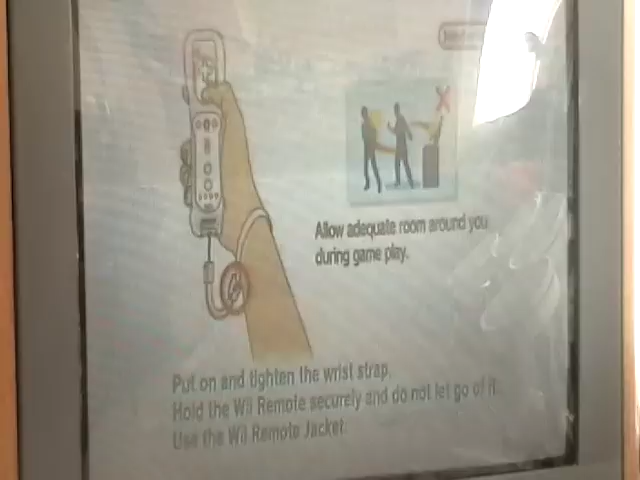 Allow adequate room around you
during game play.
Put on and tighten the wrist strap.
Hold the Wii Remote securely and do not let go of it.
Use the Wii Remote Jacket.